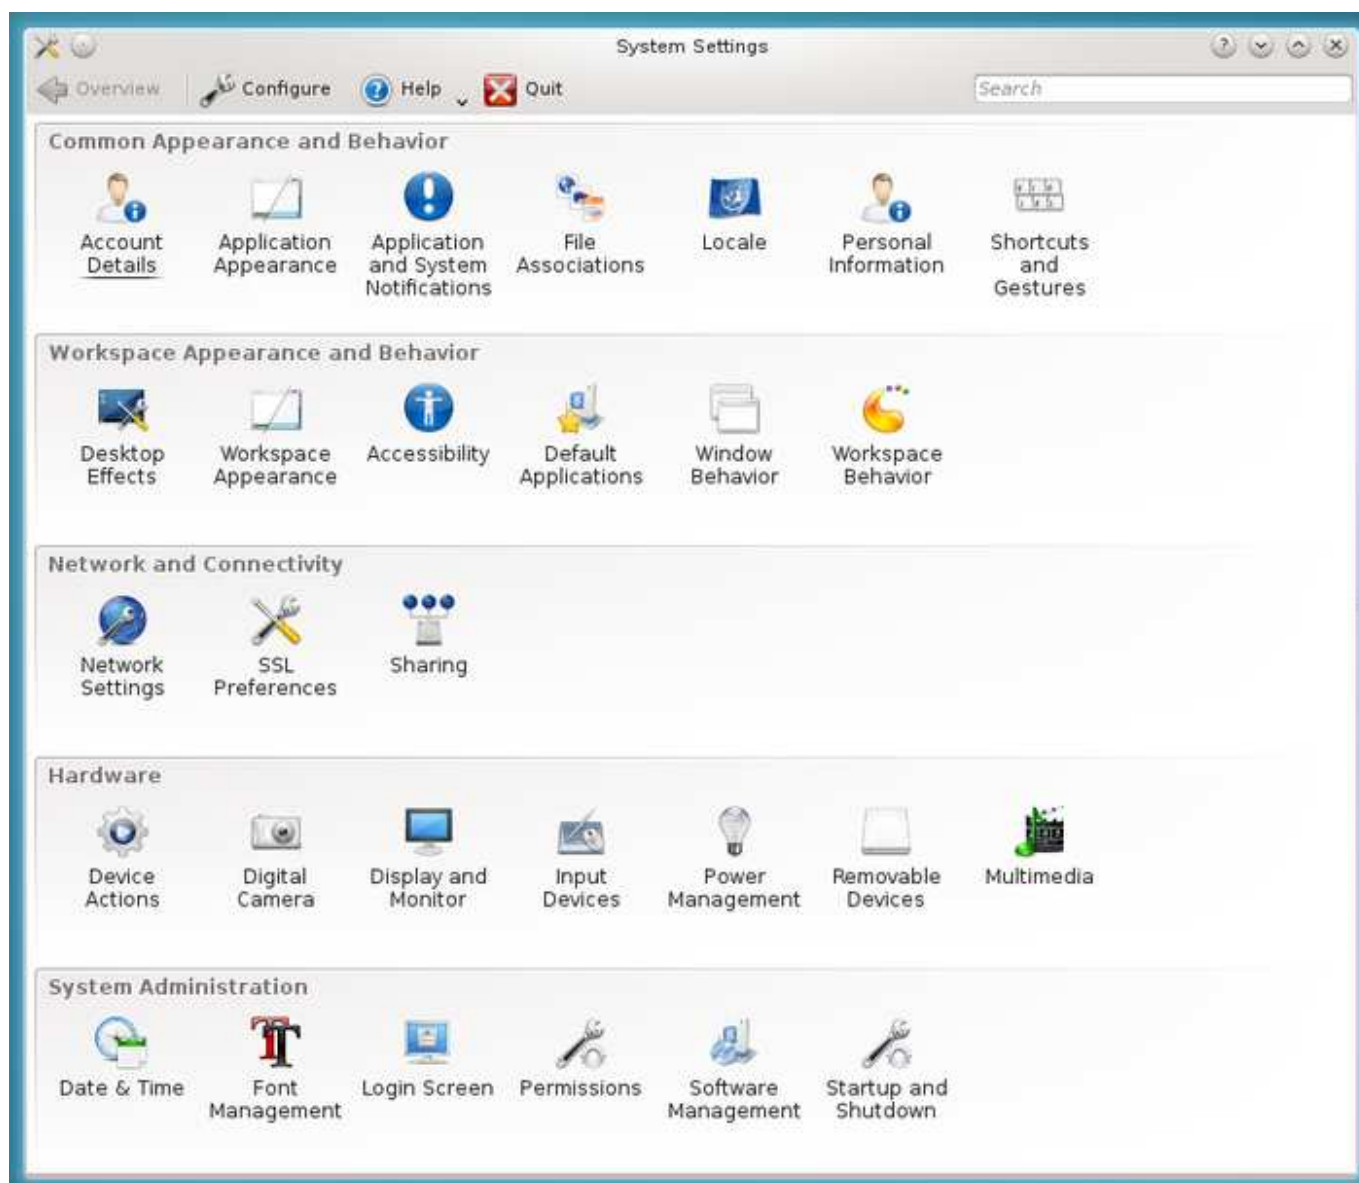 System Settings
Overview Configure Help Quit Search
Common Appearance and Behavior
Account Details
Application Appearance
Application and System Notifications
File Associations
Locale
Personal Information
Shortcuts and Gestures
Workspace Appearance and Behavior
Desktop Effects
Workspace Appearance
Accessibility
Default Applications
Window Behavior
Workspace Behavior
Network and Connectivity
Network Settings
SSL Preferences
Sharing
Hardware
Device Actions
Digital Camera
Display and Monitor
Input Devices
Power Management
Removable Devices
Multimedia
System Administration
Date & Time
Font Management
Login Screen
Permissions
Software Management
Startup and Shutdown